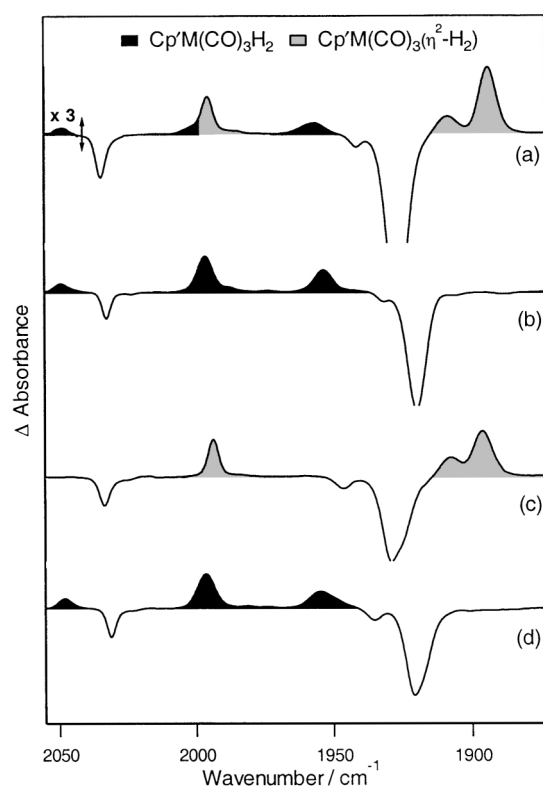 Cp′M(CO)₃H₂ Cp′M(CO)₃(η²-H₂)
x 3
(a)
(b)
(c)
(d)
Δ Absorbance
2050 2000 1950 1900
Wavenumber / cm⁻¹